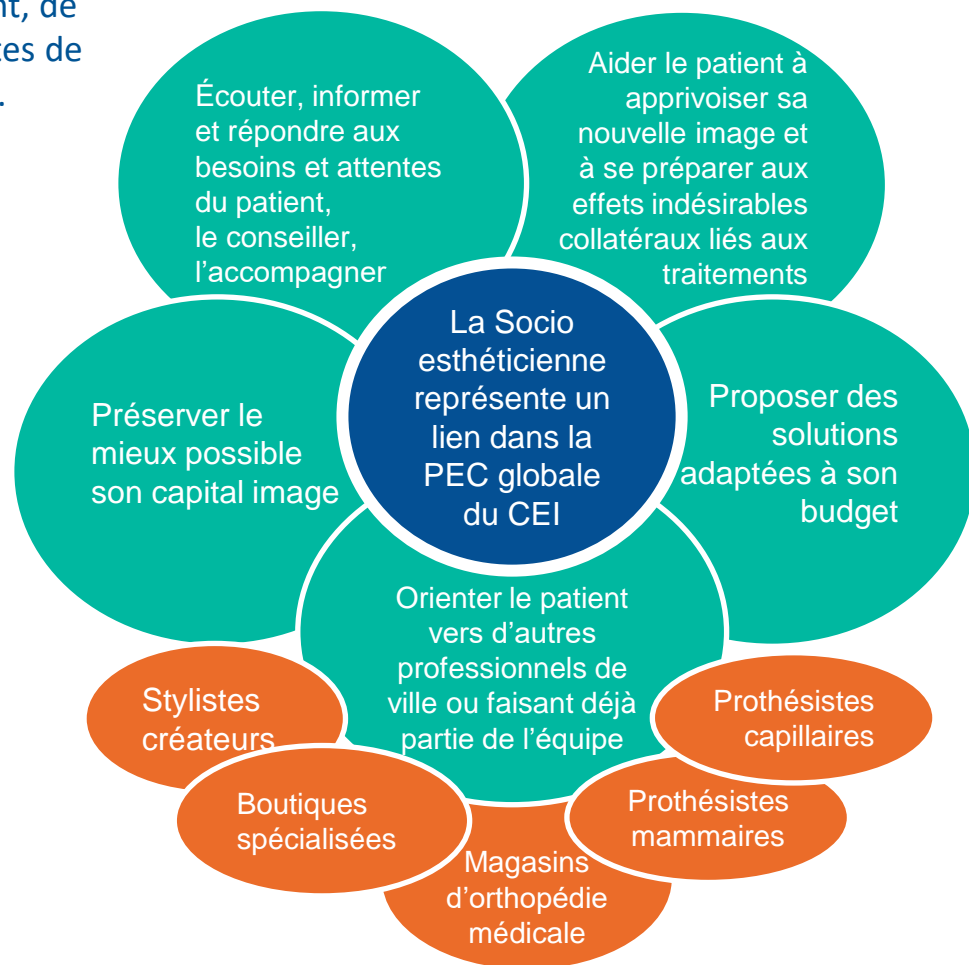 nt, de
tes de
.
Écouter, informer
et répondre aux
besoins et attentes
du patient,
le conseiller,
l’accompagner
Aider le patient à
apprivoiser sa
nouvelle image et
à se préparer aux
effets indésirables
collatéraux liés aux
traitements
La Socio
esthéticienne
représente un
lien dans la
PEC globale
du CEI
Préserver le
mieux possible
son capital image
Proposer des
solutions
adaptées à son
budget
Orienter le patient
vers d’autres
professionnels de
ville ou faisant déjà
partie de l’équipe
Stylistes
créateurs
Boutiques
spécialisées
Magasins
d’orthopédie
médicale
Prothésistes
mammaires
Prothésistes
capillaires